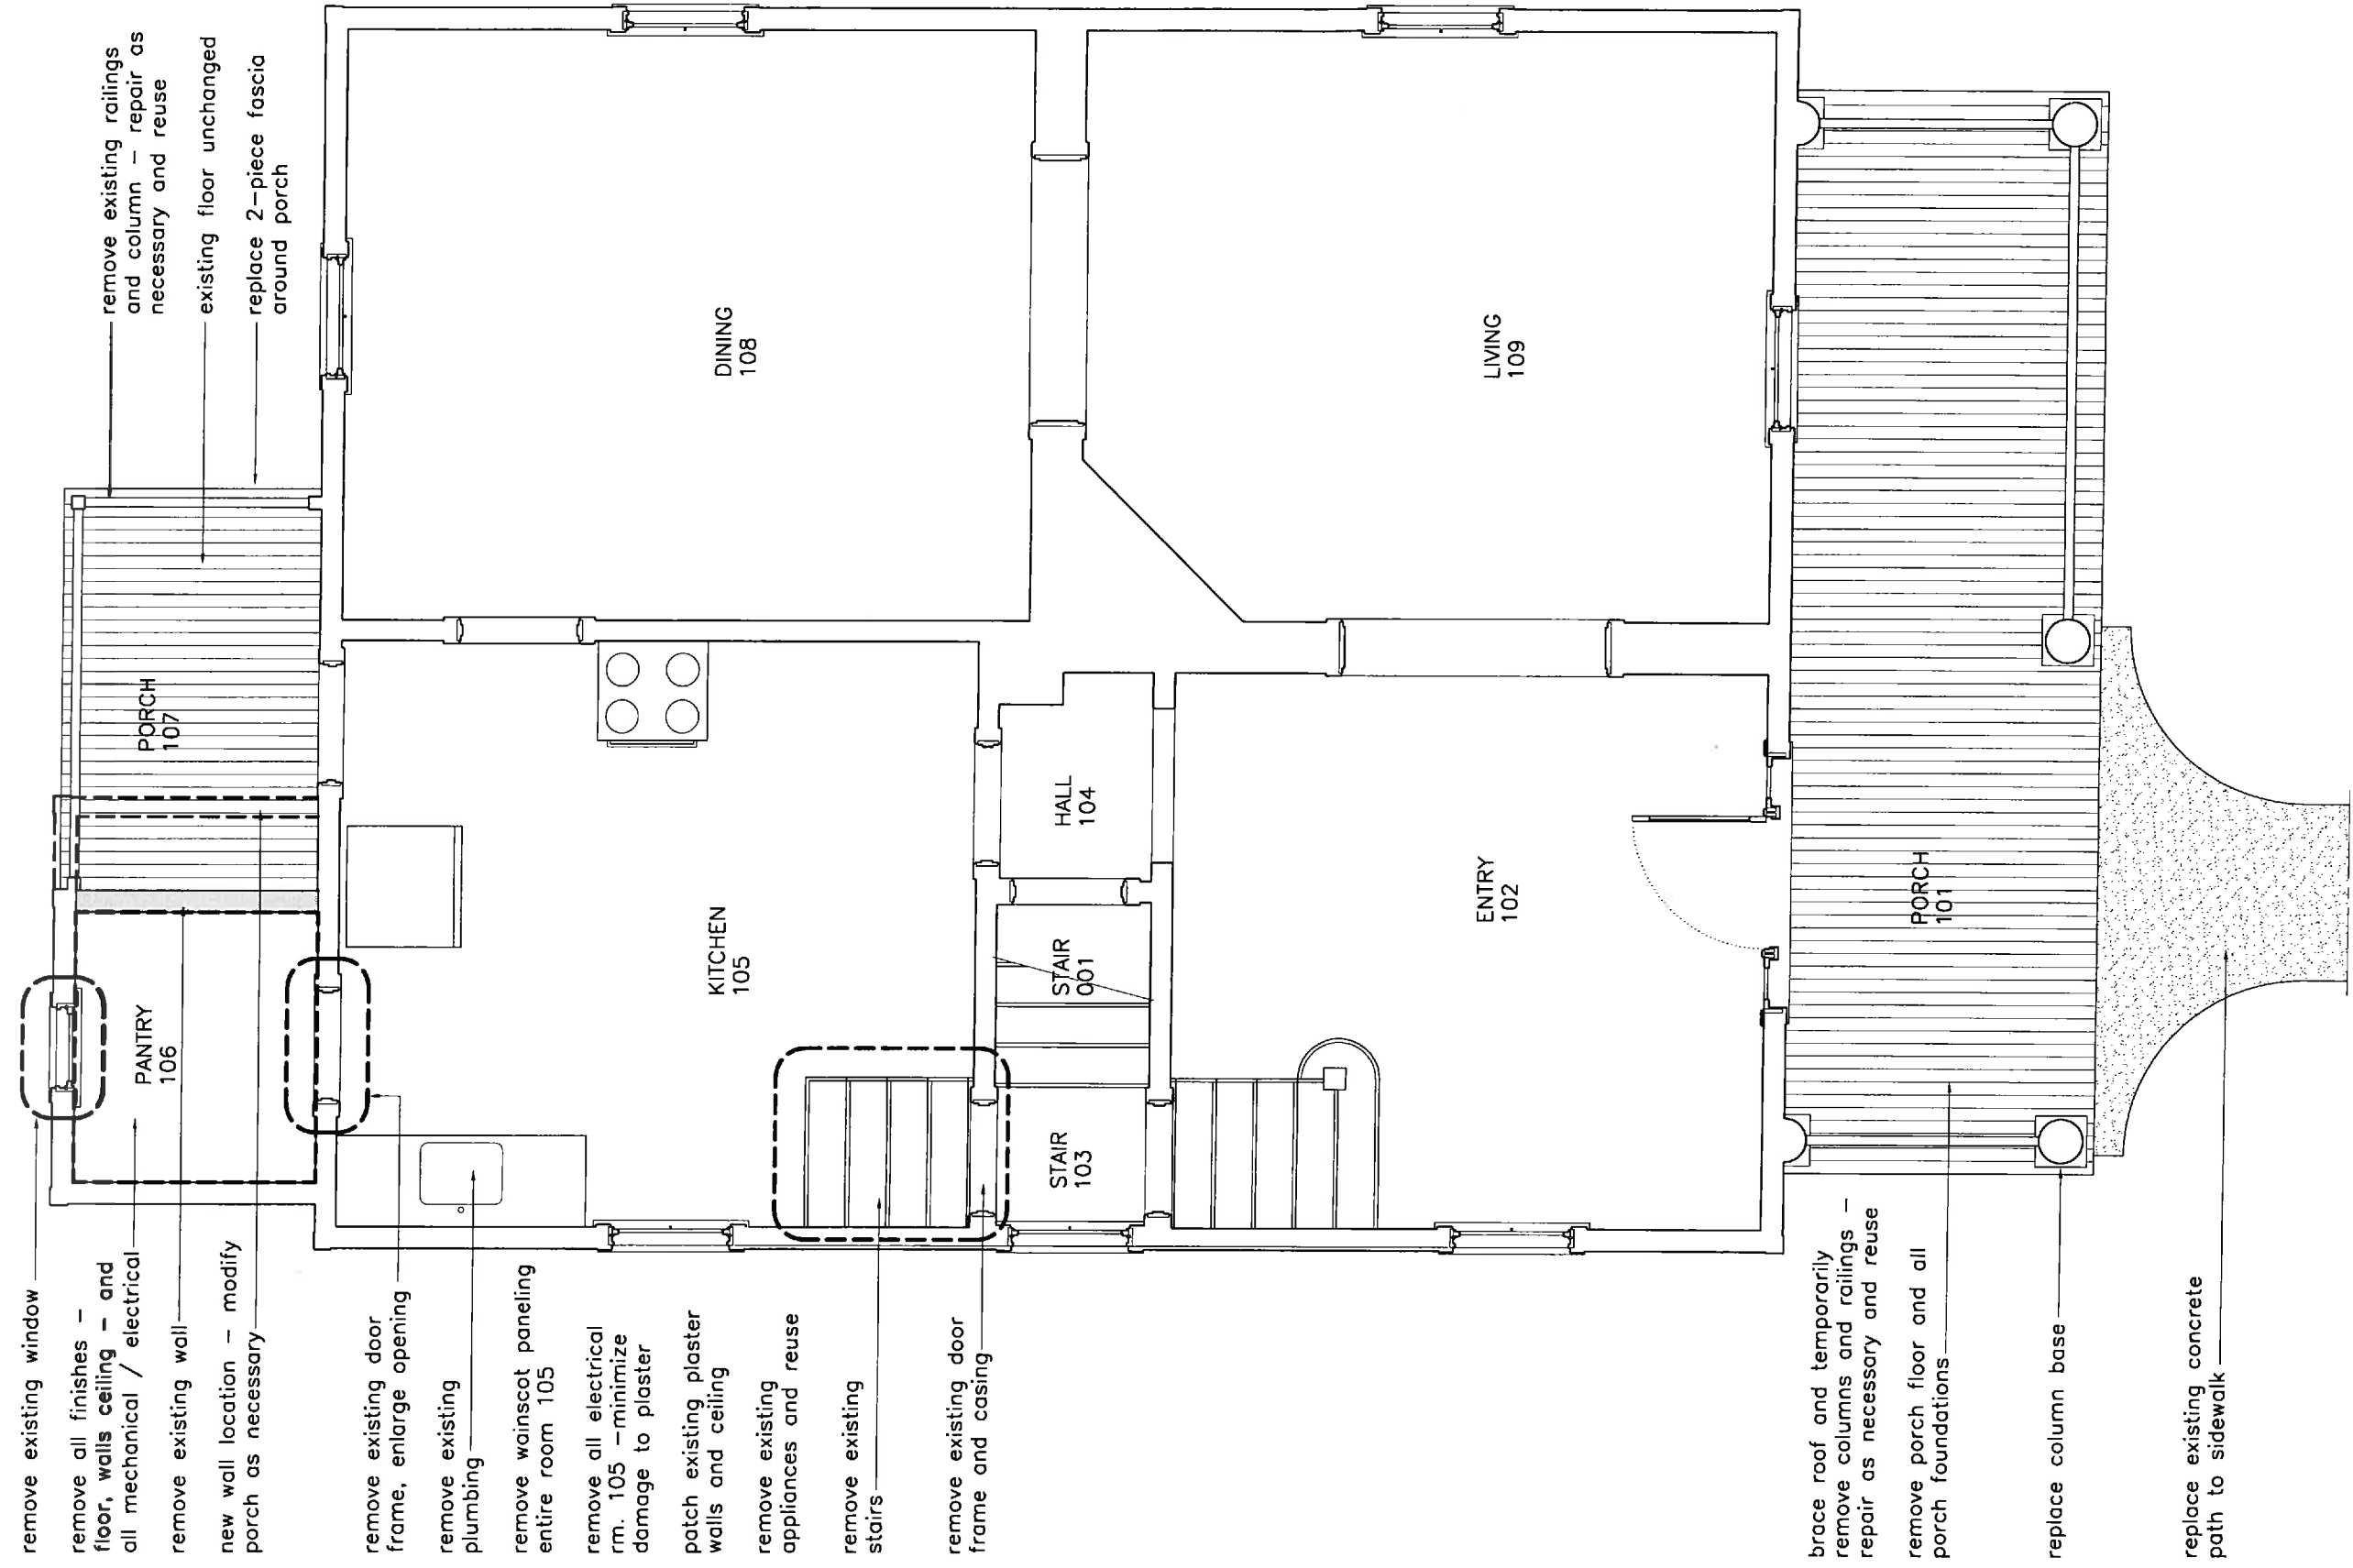 remove existing railings
and column – repair as
necessary and reuse
existing floor unchanged
replace 2–piece fascia
around porch
remove existing window
remove all finishes –
floor, walls ceiling – and
all mechanical / electrical
remove existing wall
new wall location – modify
porch as necessary
remove existing door
frame, enlarge opening
remove existing
plumbing
remove wainscot paneling
entire room 105
remove all electrical
rm. 105 –minimize
damage to plaster
patch existing plaster
walls and ceiling
remove existing
appliances and reuse
remove existing
stairs
remove existing door
frame and casing
brace roof and temporarily
remove columns and railings –
repair as necessary and reuse
remove porch floor and all
porch foundations
replace column base
replace existing concrete
path to sidewalk
PANTRY
106
PORCH
107
KITCHEN
105
DINING
108
STAIR
103
STAIR
001
HALL
104
ENTRY
102
LIVING
109
PORCH
101